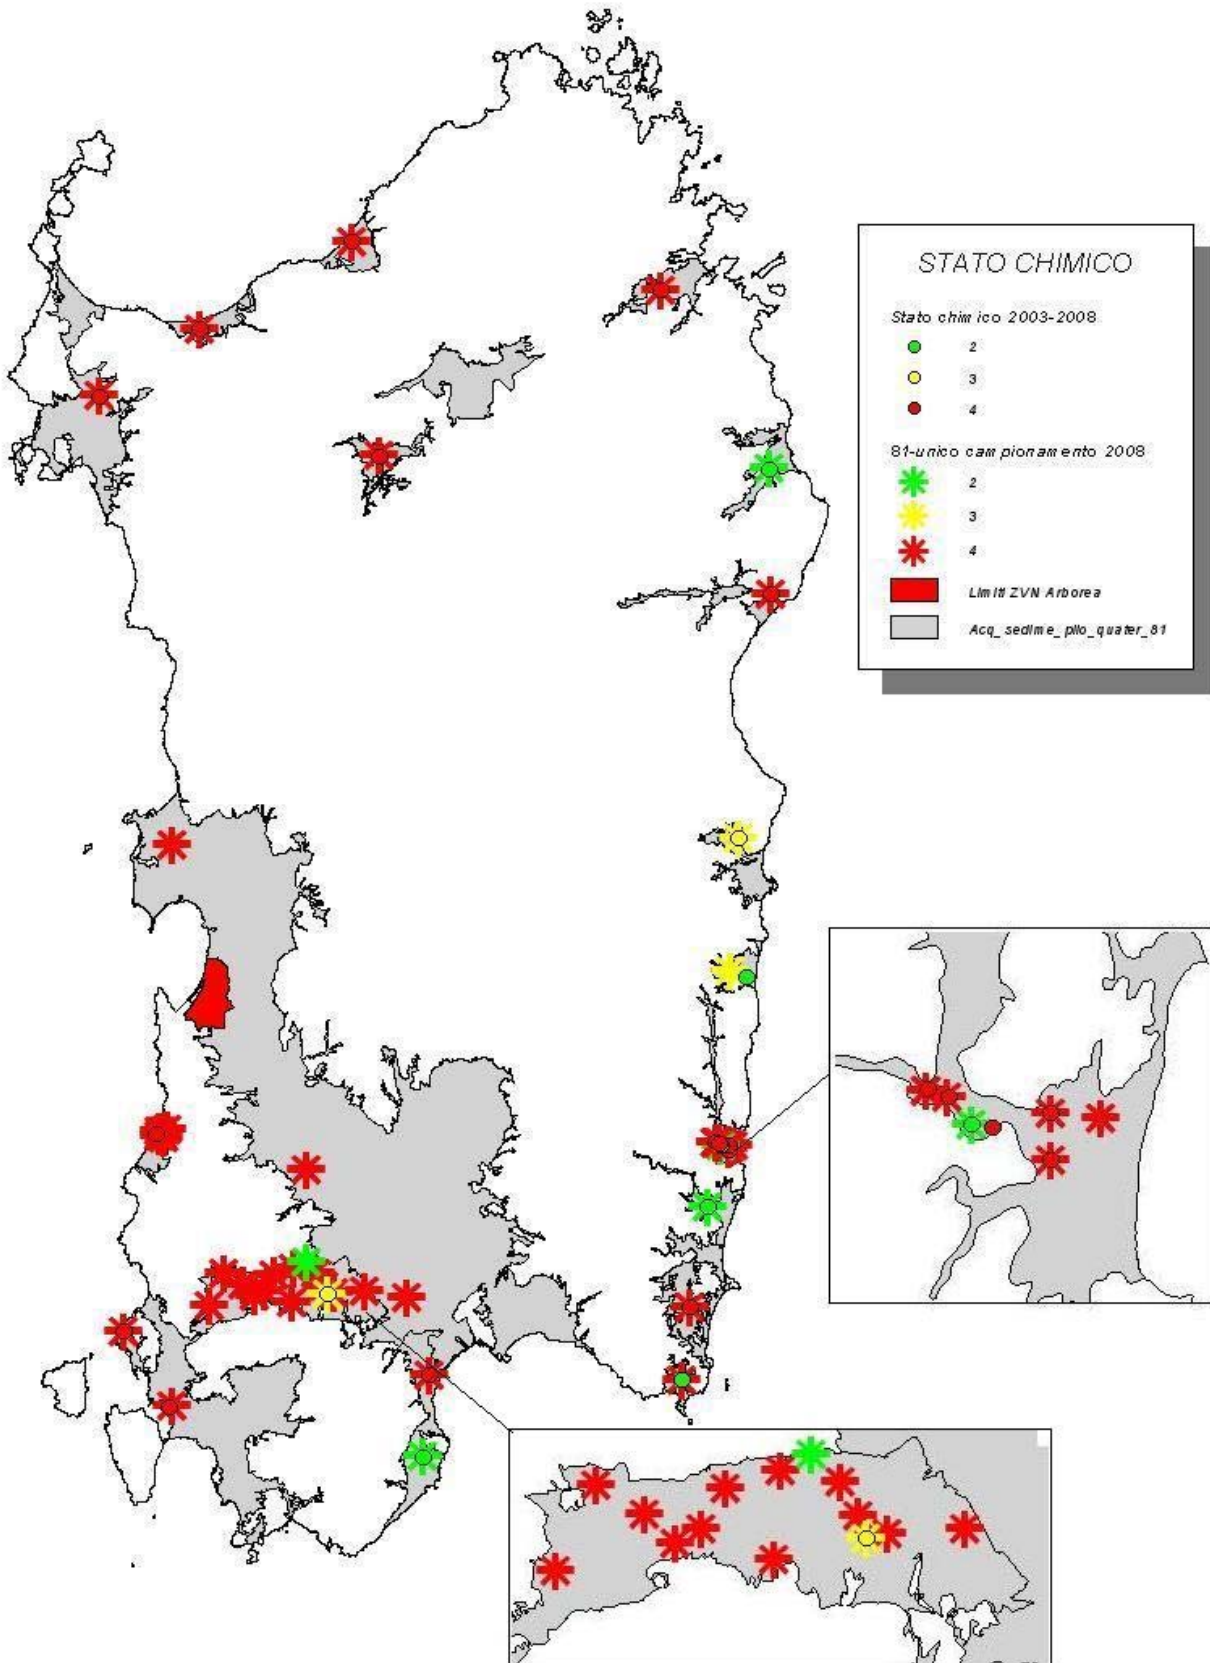 STATO CHIMICO
Stato chimico 2003-2008
2
3
4
81-unico campionamento 2008
2
3
4
Limiti ZVN Arborea
Acq_sedime_plio_quater_81